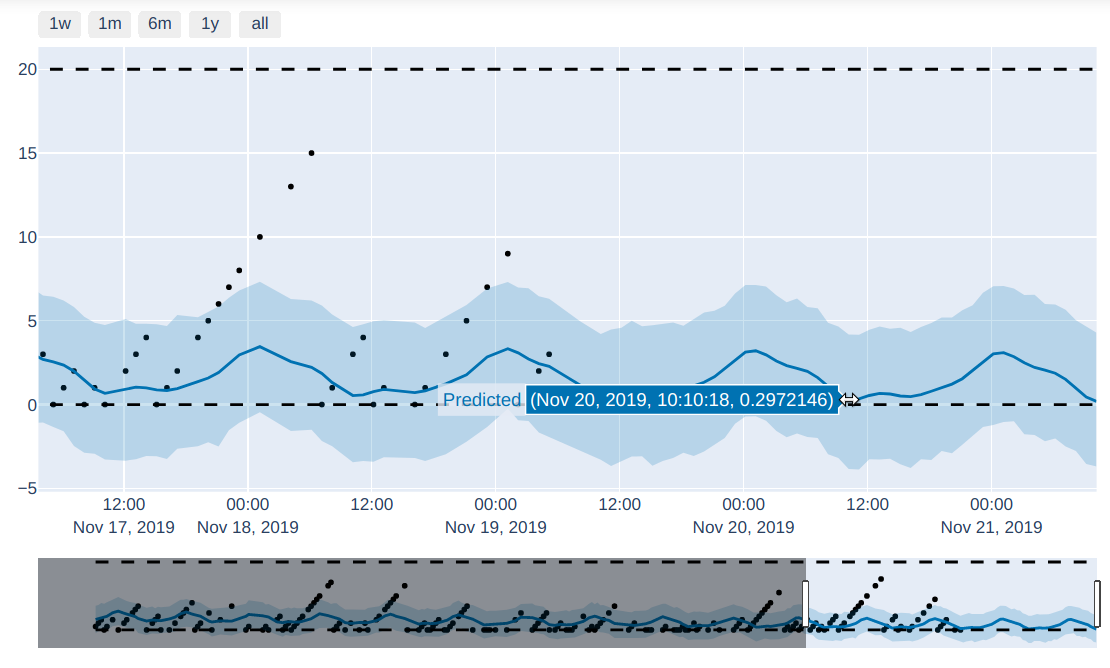 1w 1m 6m 1y all
20
15
10
5
0
−5
Predicted (Nov 20, 2019, 10:10:18, 0.2972146)
12:00 00:00 12:00 00:00 12:00 00:00 12:00 00:00
Nov 17, 2019 Nov 18, 2019 Nov 19, 2019 Nov 20, 2019 Nov 21, 2019